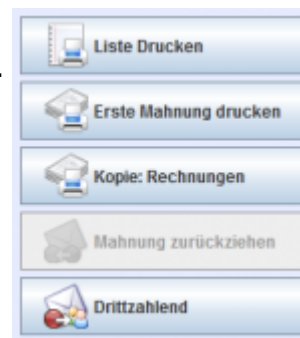 Liste Drucken
Erste Mahnung drucken
Kopie: Rechnungen
Mahnung zurückziehen
Drittzahlend